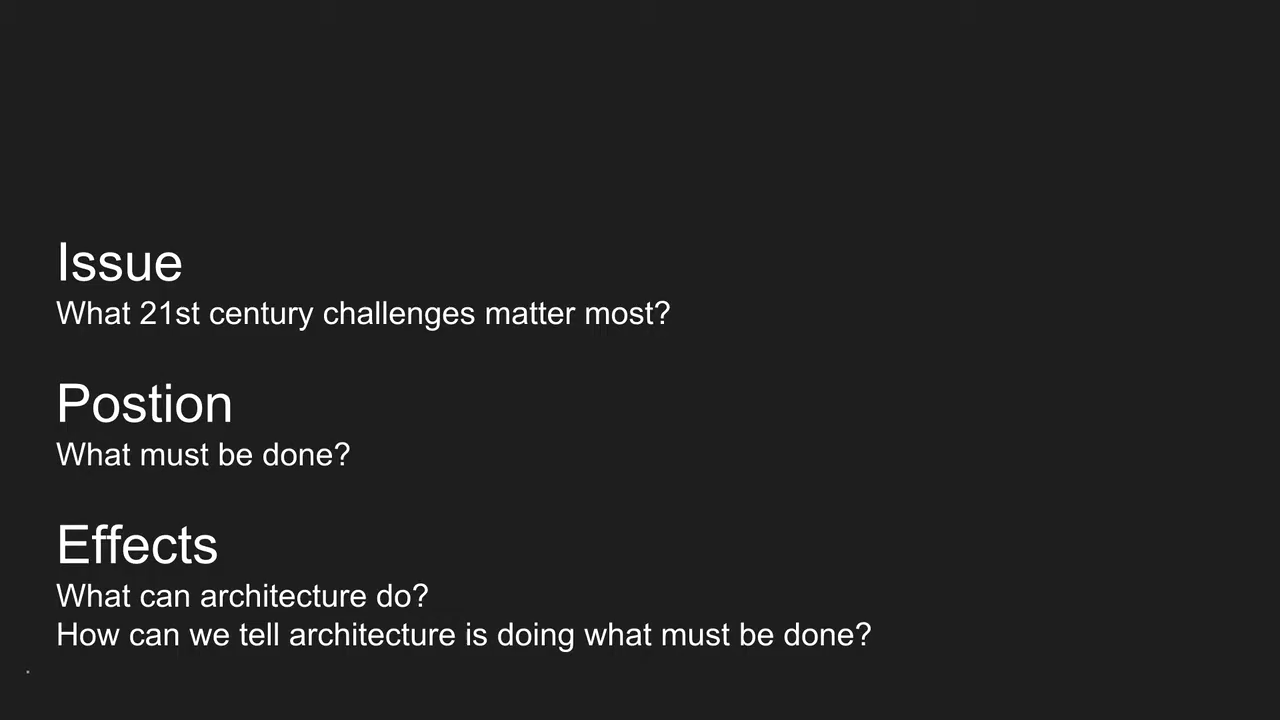 Issue
What 21st century challenges matter most?
Postion
What must be done?
Effects
What can architecture do?
How can we tell architecture is doing what must be done?